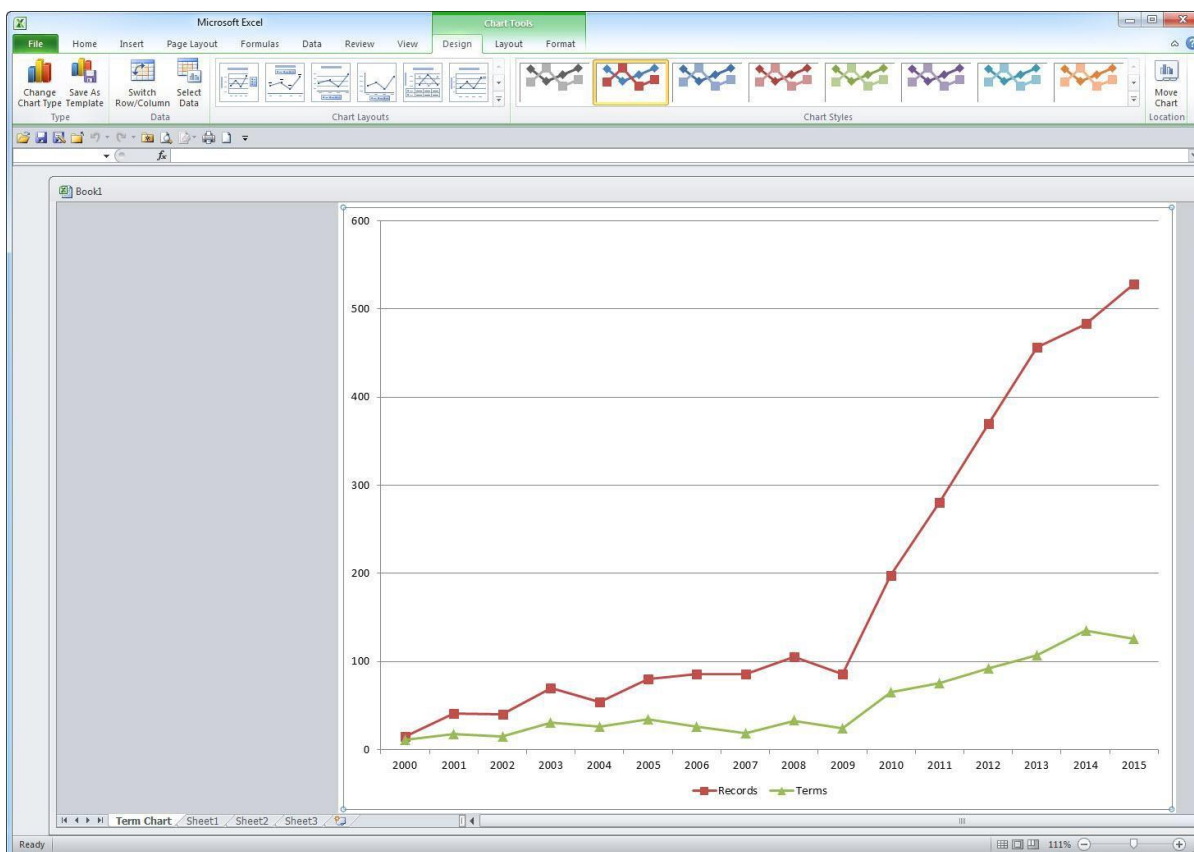 Microsoft Excel
Chart Tools
File Home Insert Page Layout Formulas Data Review View Design Layout Format
Change Chart Type
Save As Template
Switch Row/Column
Select Data
Move Chart
Type Data Chart Layouts Chart Styles Location
fx
Book1
600
500
400
300
200
100
0
2000 2001 2002 2003 2004 2005 2006 2007 2008 2009 2010 2011 2012 2013 2014 2015
Records Terms
Term Chart Sheet1 Sheet2 Sheet3
Ready 111%